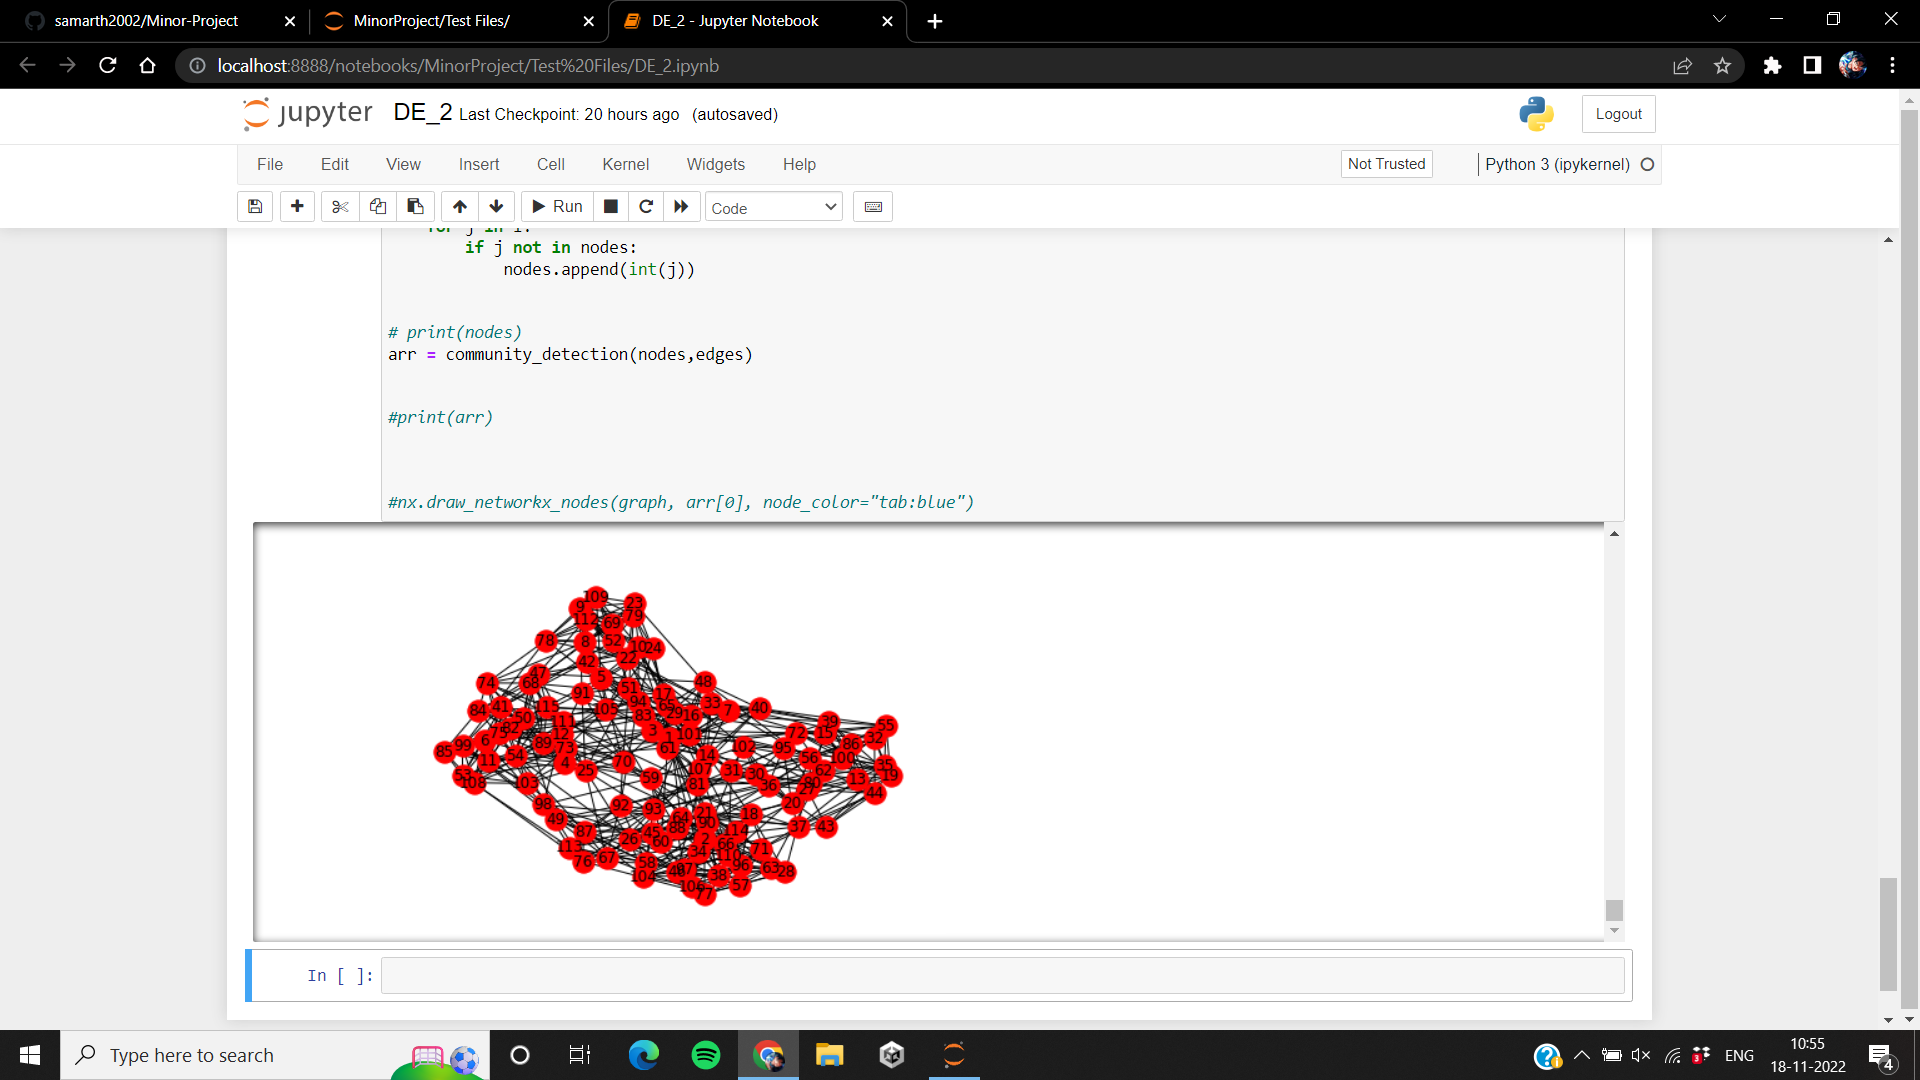 samarth2002/Minor-Project
MinorProject/Test Files/
DE_2 - Jupyter Notebook
localhost:8888/notebooks/MinorProject/Test%20Files/DE_2.ipynb
jupyter DE_2 Last Checkpoint: 20 hours ago (autosaved)
Logout
File Edit View Insert Cell Kernel Widgets Help
Not Trusted
Python 3 (ipykernel)
Run
Code
for j in i:
if j not in nodes:
nodes.append(int(j))
# print(nodes)
arr = community_detection(nodes,edges)
#print(arr)
#nx.draw_networkx_nodes(graph, arr[0], node_color="tab:blue")
109
9 23
112 69 79
78 8 52 10 24
42 22
74 68 47 5 48
91 51 17
84 41 115 105 94 65 33 7 40
50 111 83 29 16 39 55
75 82 12 3 1 101 72 15 32
85 99 6 89 73 61 102 95 86
11 54 4 70 14 56 100
53 25 107 31 30 62 35
108 103 59 81 36 80 13 19
27 44
98 92 93 20
49 64 21 18
87 45 88 90 114 37 43
26 60 2 66
113 34 71
76 67 58 110
104 46 47 38 96 63 28
106 57
77
In [ ]:
Type here to search
ENG
10:55
18-11-2022
3
4